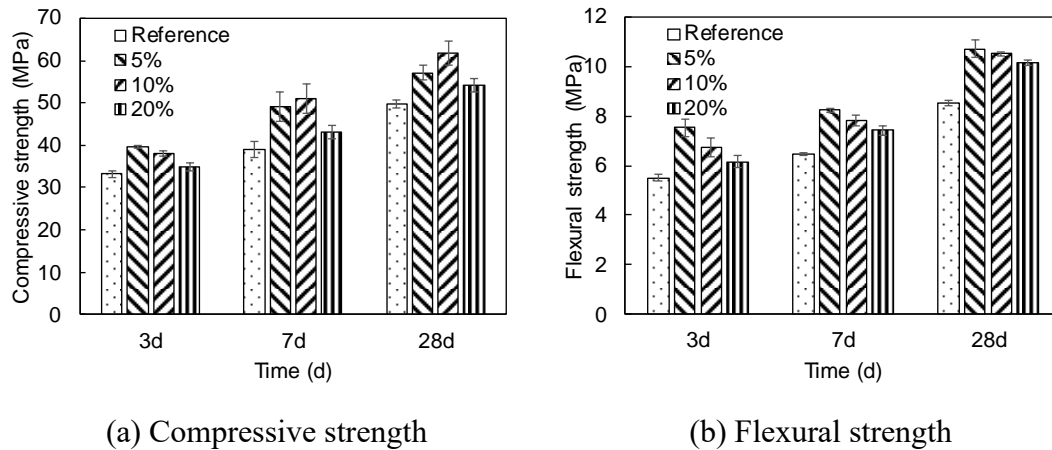 70
60
50
40
30
20
10
0
Compressive strength (MPa)
Reference
5%
10%
20%
3d
7d
28d
Time (d)
(a) Compressive strength
12
10
8
6
4
2
0
Flexural strength (MPa)
Reference
5%
10%
20%
3d
7d
28d
Time (d)
(b) Flexural strength